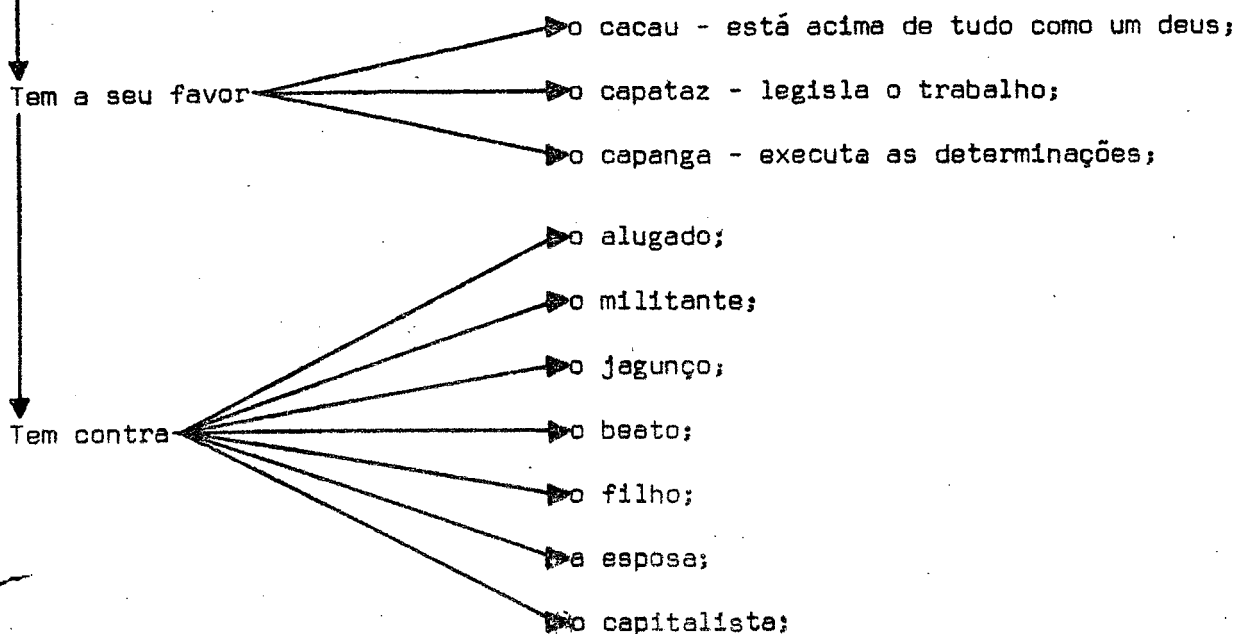 o cacau - está acima de tudo como um deus;
Tem a seu favor
o capataz - legisla o trabalho;
o capanga - executa as determinações;
o alugado;
o militante;
o jagunço;
Tem contra
o beato;
o filho;
a esposa;
o capitalista;